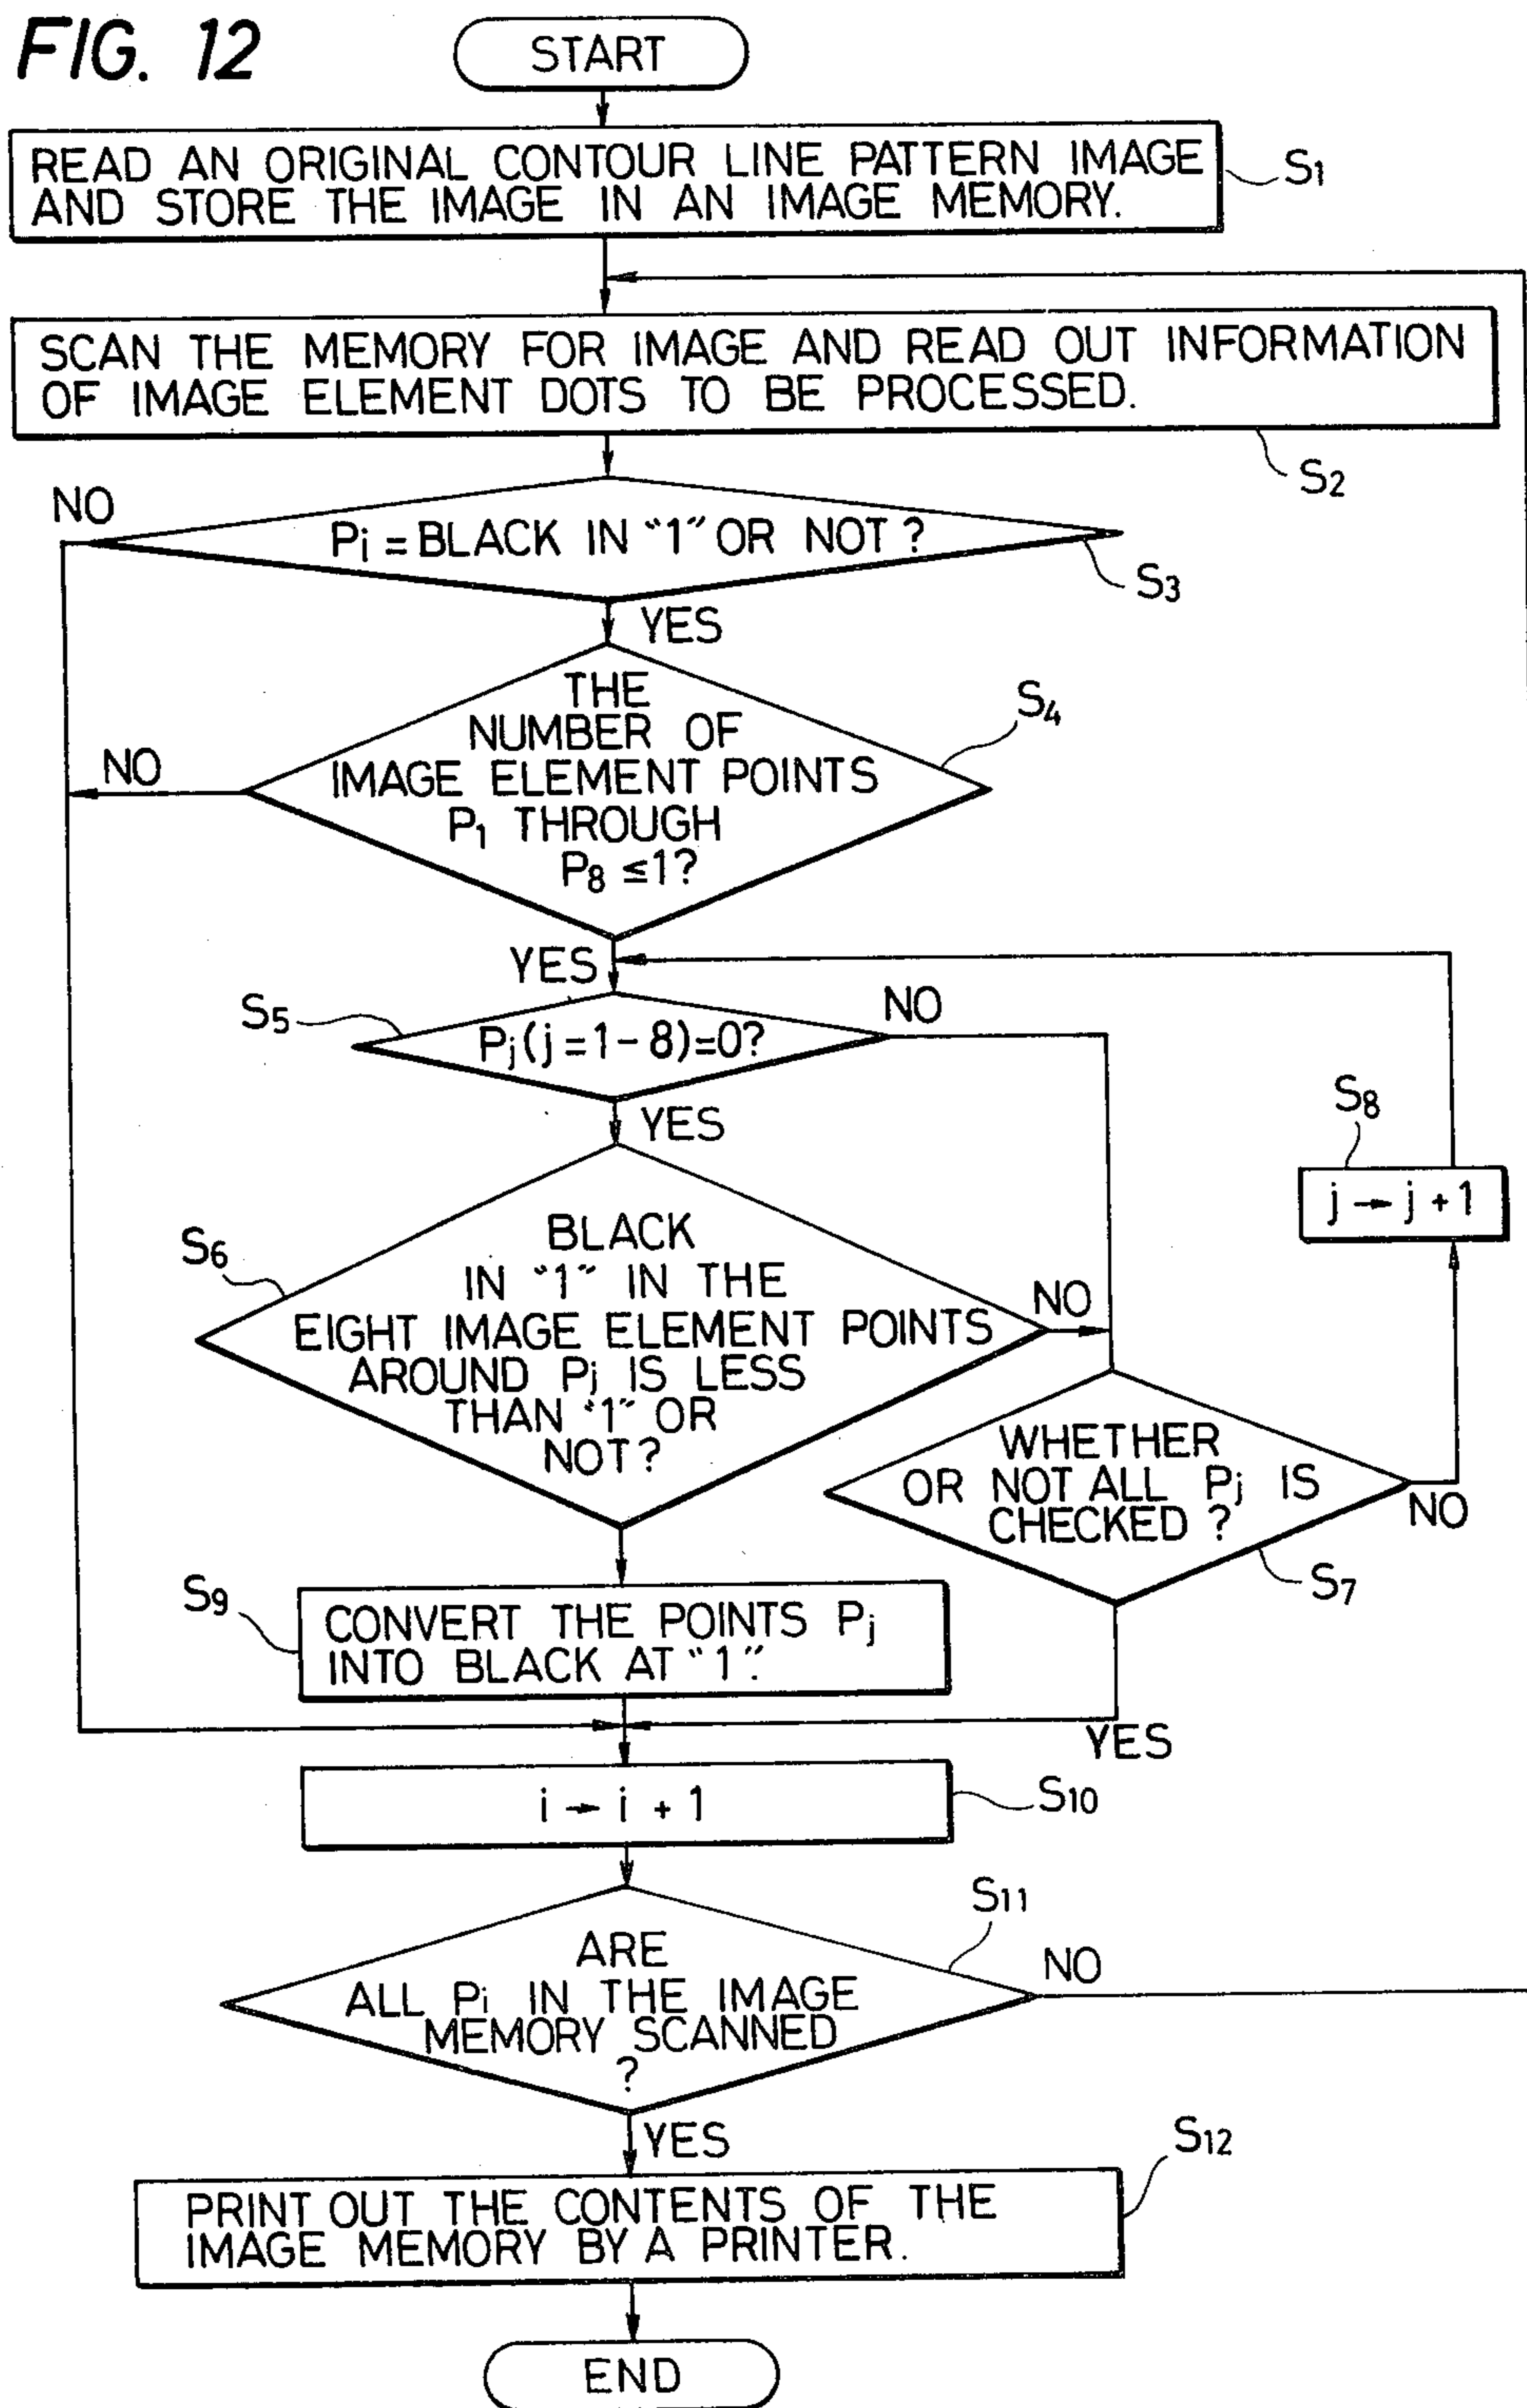 FIG. 12
START
READ AN ORIGINAL CONTOUR LINE PATTERN IMAGE
AND STORE THE IMAGE IN AN IMAGE MEMORY.
S1
SCAN THE MEMORY FOR IMAGE AND READ OUT INFORMATION
OF IMAGE ELEMENT DOTS TO BE PROCESSED.
S2
NO
Pi = BLACK IN "1" OR NOT ?
S3
YES
THE
NUMBER OF
IMAGE ELEMENT POINTS
P1 THROUGH
P8 ≤1?
S4
NO
YES
S5
Pj (j = 1 - 8)=0?
NO
YES
S8
j → j + 1
S6
BLACK
IN "1" IN THE
EIGHT IMAGE ELEMENT POINTS
AROUND Pj IS LESS
THAN "1" OR
NOT ?
NO
WHETHER
OR NOT ALL Pj IS
CHECKED ?
NO
S7
S9
CONVERT THE POINTS Pj
INTO BLACK AT "1".
YES
i → i + 1
S10
S11
ARE
ALL Pi IN THE IMAGE
MEMORY SCANNED
?
NO
YES
S12
PRINT OUT THE CONTENTS OF THE
IMAGE MEMORY BY A PRINTER.
END